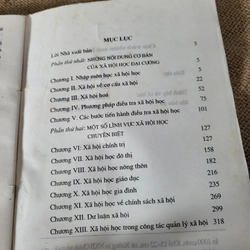 MỤC LỤC
Lời Nhà xuất bản 5
Phần thứ nhất: NHỮNG NỘI DUNG CƠ BẢN
CỦA XÃ HỘI HỌC ĐẠI CƯƠNG 5
Chương I. Nhập môn học xã hội học 7
Chương II. Xã hội về cơ cấu xã hội
Chương III. Xã hội hoá
Chương IV. Phương pháp điều tra xã hội học 75
Chương V. Các bước tiến hành điều tra xã hội học 101
Phần thứ hai: MỘT SỐ LĨNH VỰC XÃ HỘI HỌC
CHUYÊN BIỆT 127
Chương VI: Xã hội học chính trị 127
Chương VII. Xã hội học đô thị
Chương VIII. Xã hội học nông thôn
Chương IX. Xã hội học giáo dục
Chương X. Xã hội học gia đình
Chương XI. Xã hội học về chính sách xã hội
Chương XII. Dư luận xã hội
Chương XIII. Xã hội học trong công tác quản lý xã hội 318